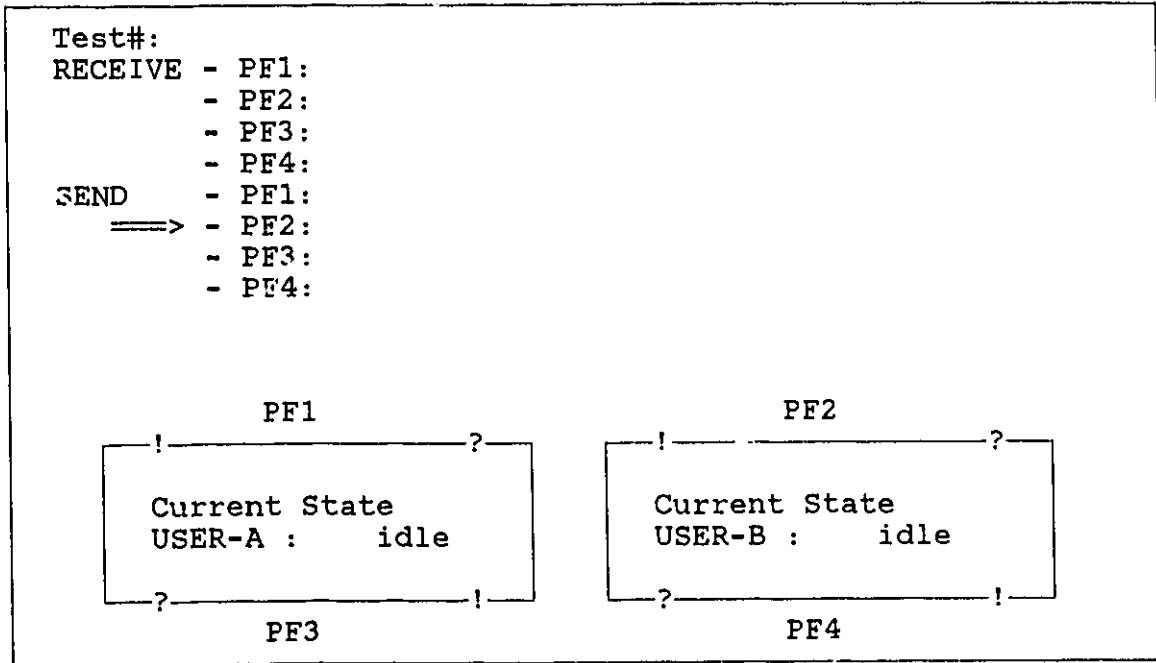 Test#:
RECEIVE - PF1:
- PF2:
- PF3:
- PF4:
SEND - PF1:
===> - PF2:
- PF3:
- PF4:
PF1 PF2
! ? ! ?
Current State Current State
USER-A : idle USER-B : idle
? ! ? !
PF3 PF4